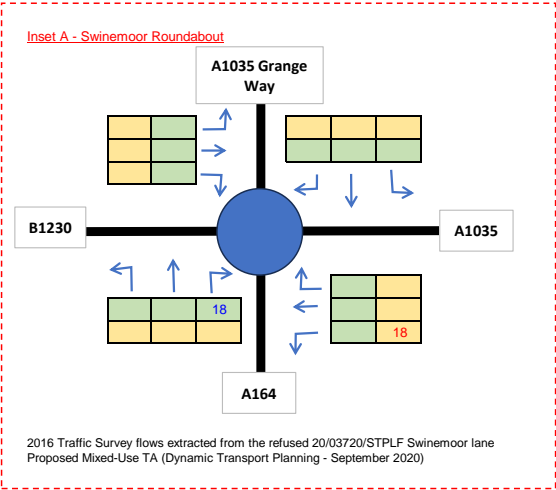 Inset A - Swinemoor Roundabout
A1035 Grange
Way
B1230
A1035
18
18
A164
2016 Traffic Survey flows extracted from the refused 20/03720/STPLF Swinemoor lane
Proposed Mixed-Use TA (Dynamic Transport Planning - September 2020)